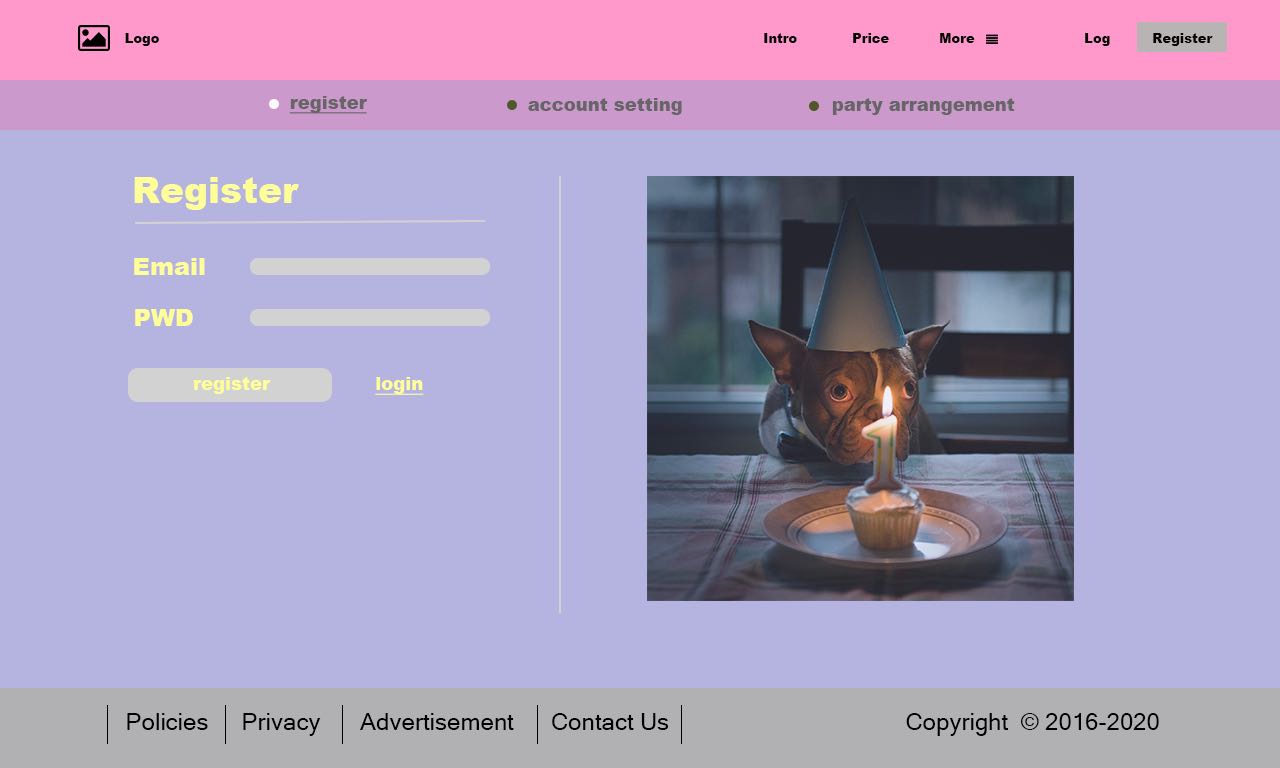 Logo
Intro Price More Log Register
register account setting party arrangement
Register
Email
PWD
register login
1
Policies Privacy Advertisement Contact Us Copyright © 2016-2020